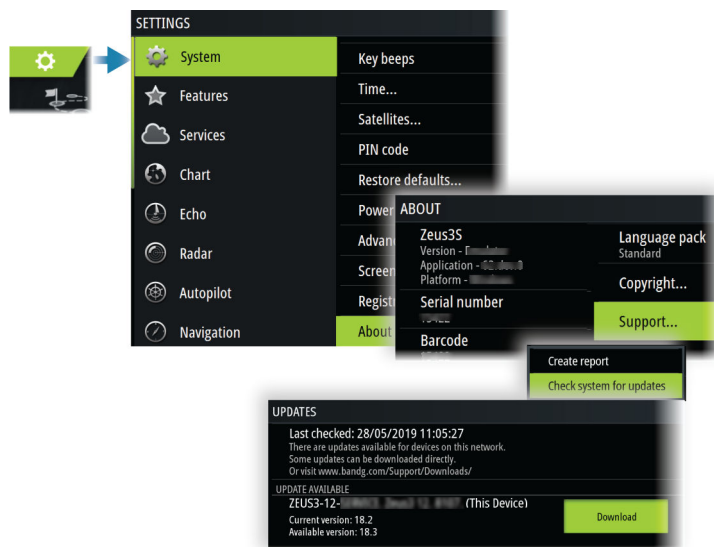 SETTINGS
System
Features
Services
Chart
Echo
Radar
Autopilot
Navigation
Key beeps
Time...
Satellites...
PIN code
Restore defaults...
Power
Advan
Screen
Regist
About
ABOUT
Zeus3S
Version -
Application -
Platform -
Serial number
Barcode
Language pack
Standard
Copyright...
Support...
Create report
Check system for updates
UPDATES
Last checked: 28/05/2019 11:05:27
There are updates available for devices on this network.
Some updates can be downloaded directly.
Or visit www.bandg.com/Support/Downloads/
UPDATE AVAILABLE
ZEUS3-12- (This Device)
Current version: 18.2
Available version: 18.3
Download